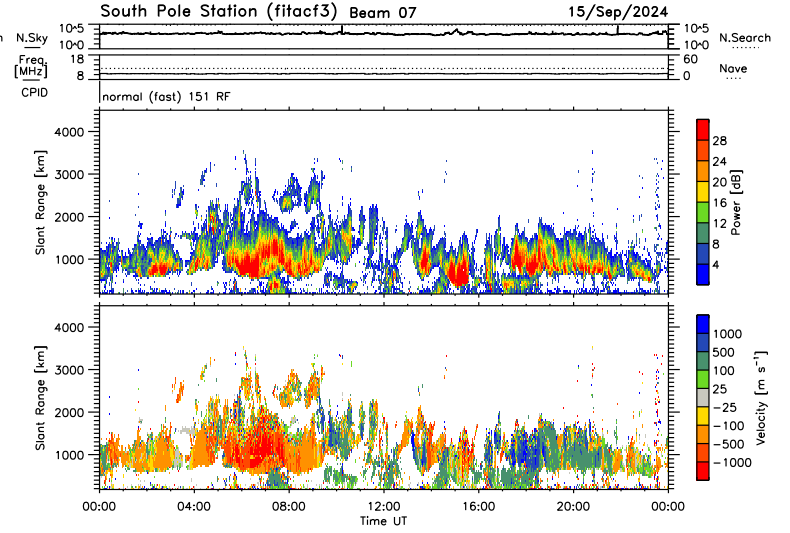 South Pole Station (fitacf3) Beam 07 15/Sep/2024
n N.Sky 10^5 10^5 N.Search
10^0 10^0
Freq. 18 60
[MHz] 8 0 Nave
CPID
normal (fast) 151 RF
4000
3000
2000
1000
Slant Range [km]
28
24
20
16
12
8
4
Power [dB]
4000
3000
2000
1000
Slant Range [km]
1000
500
100
25
-25
-100
-500
-1000
Velocity [m s⁻¹]
00:00 04:00 08:00 12:00 16:00 20:00 00:00
Time UT